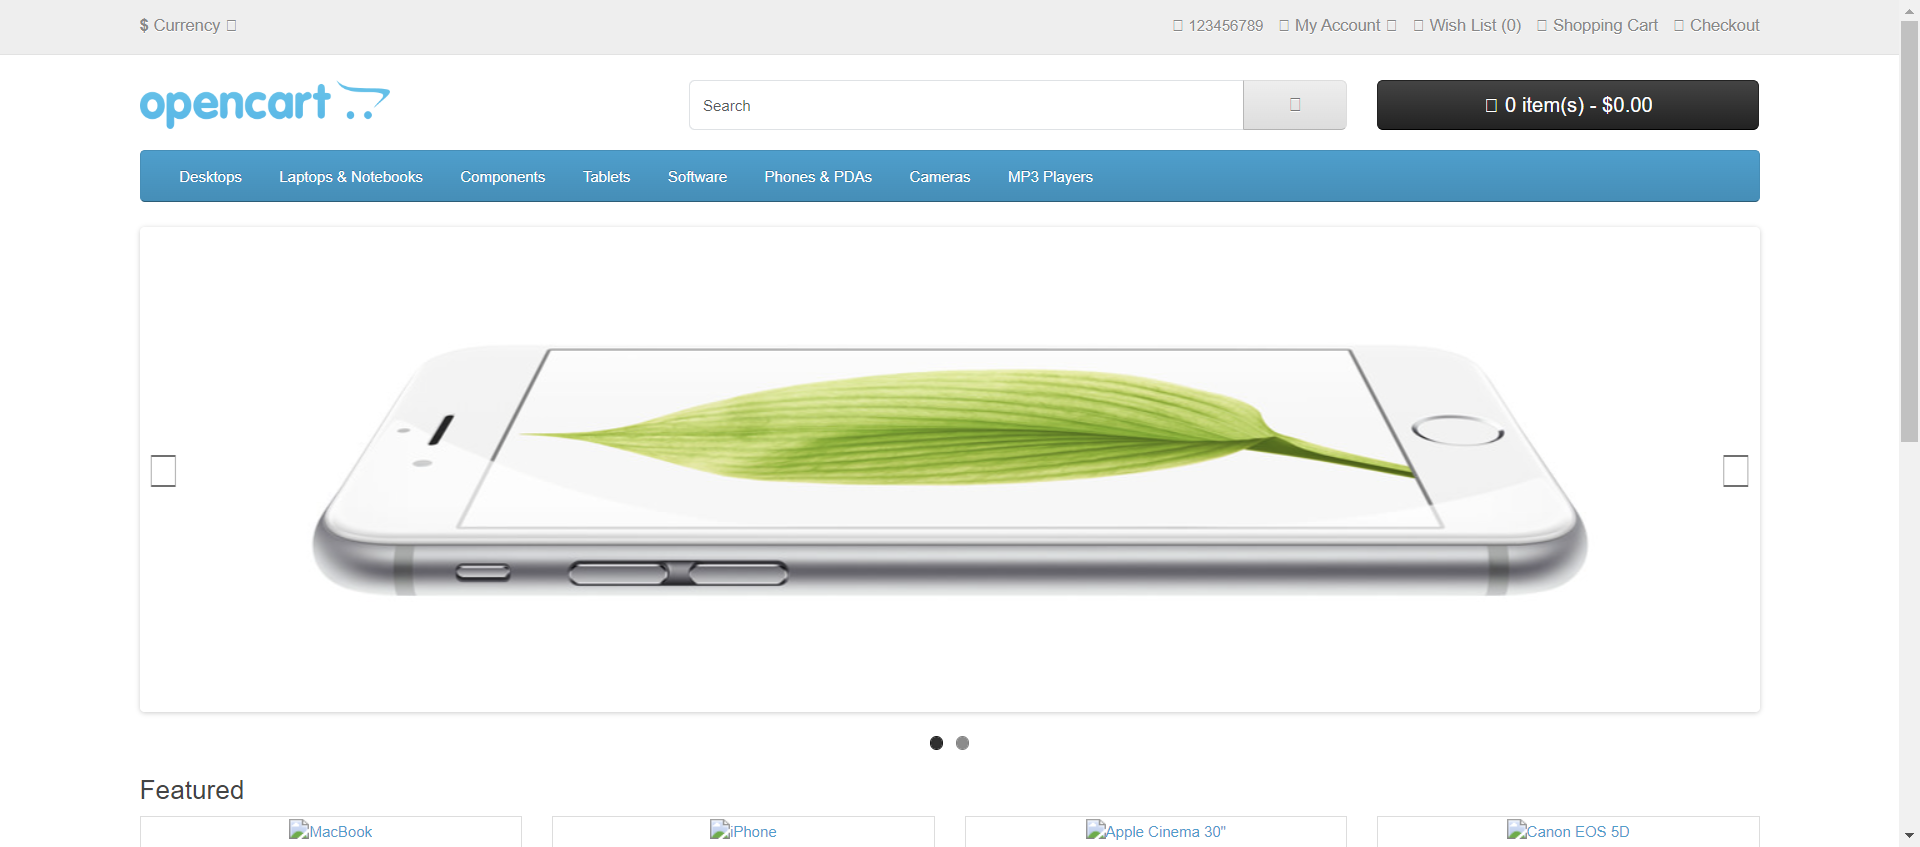 $ Currency
123456789 My Account Wish List (0) Shopping Cart Checkout
opencart
Search
0 item(s) - $0.00
Desktops Laptops & Notebooks Components Tablets Software Phones & PDAs Cameras MP3 Players
Featured
MacBook iPhone Apple Cinema 30" Canon EOS 5D